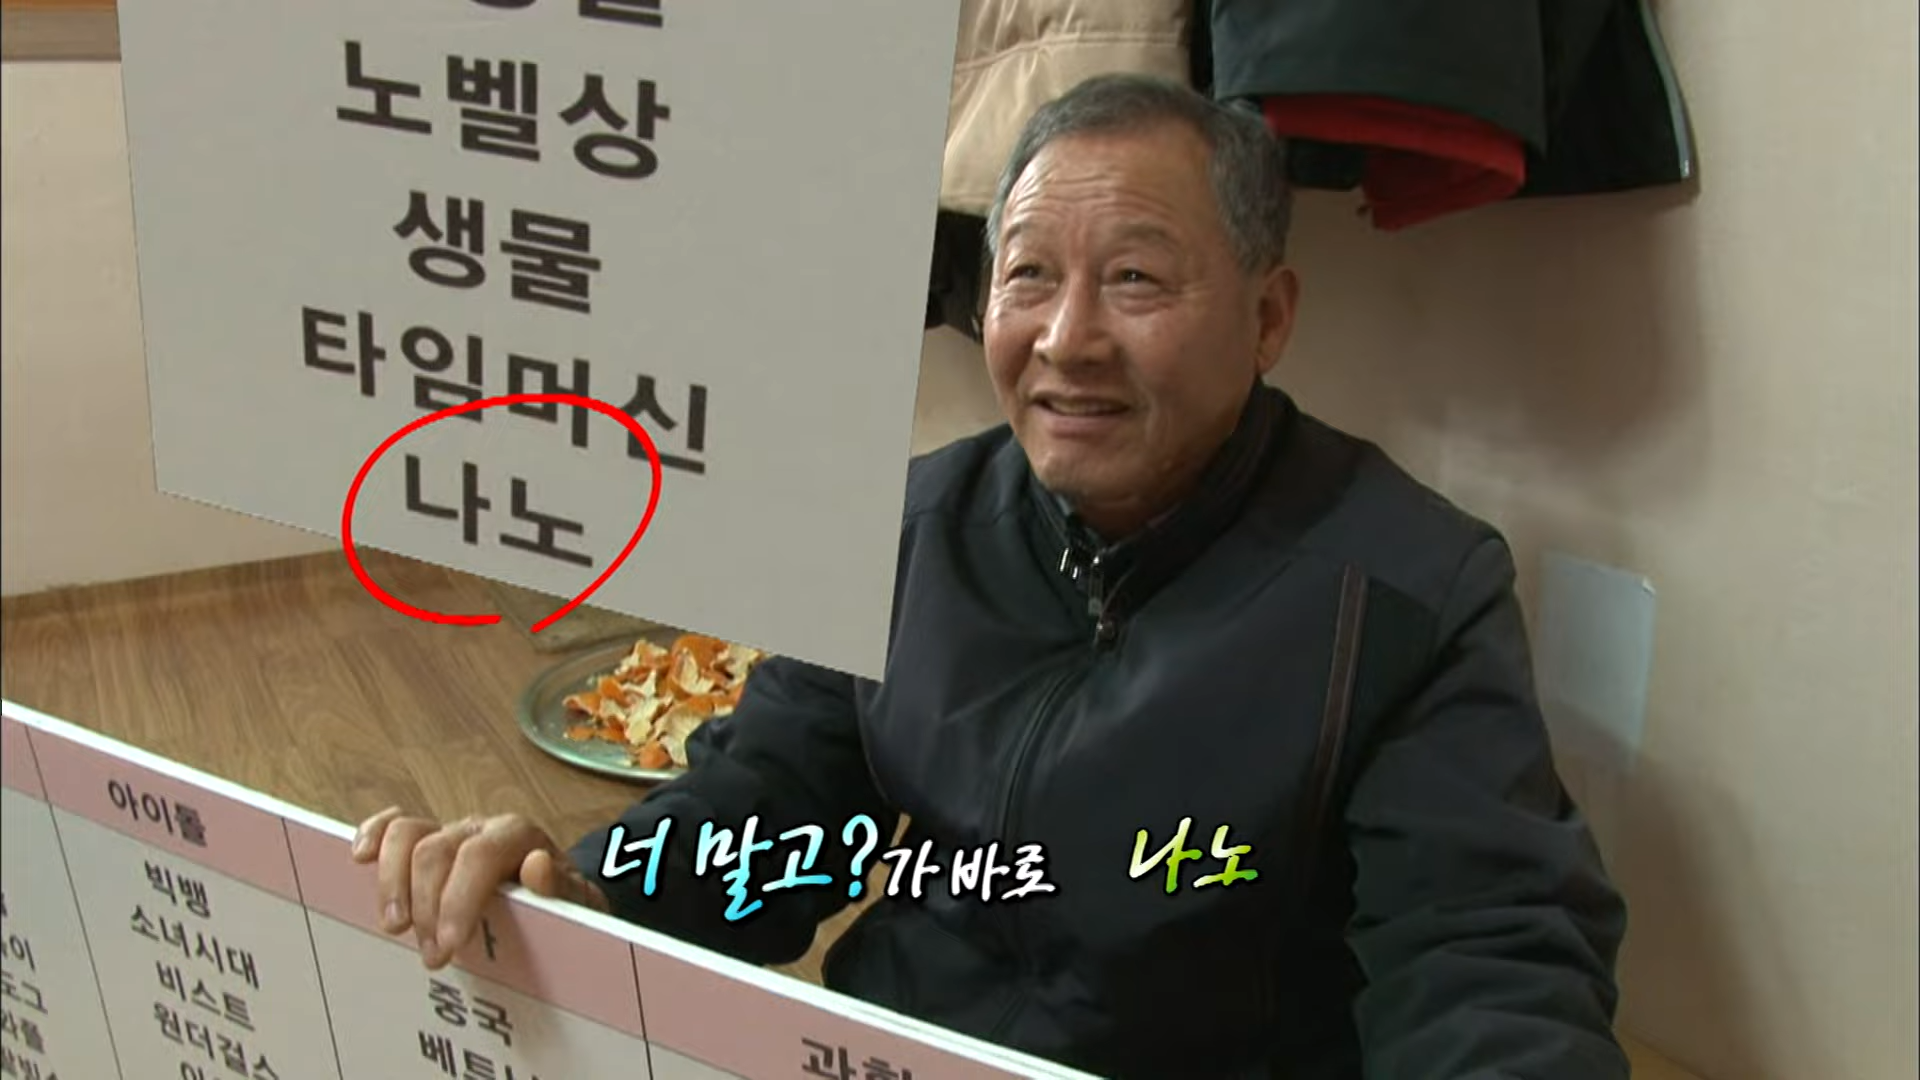 노벨상
생물
타임머신
나노
너 말고?가 바로 나노
아이돌
빅뱅
소녀시대
비스트
원더걸스
중국